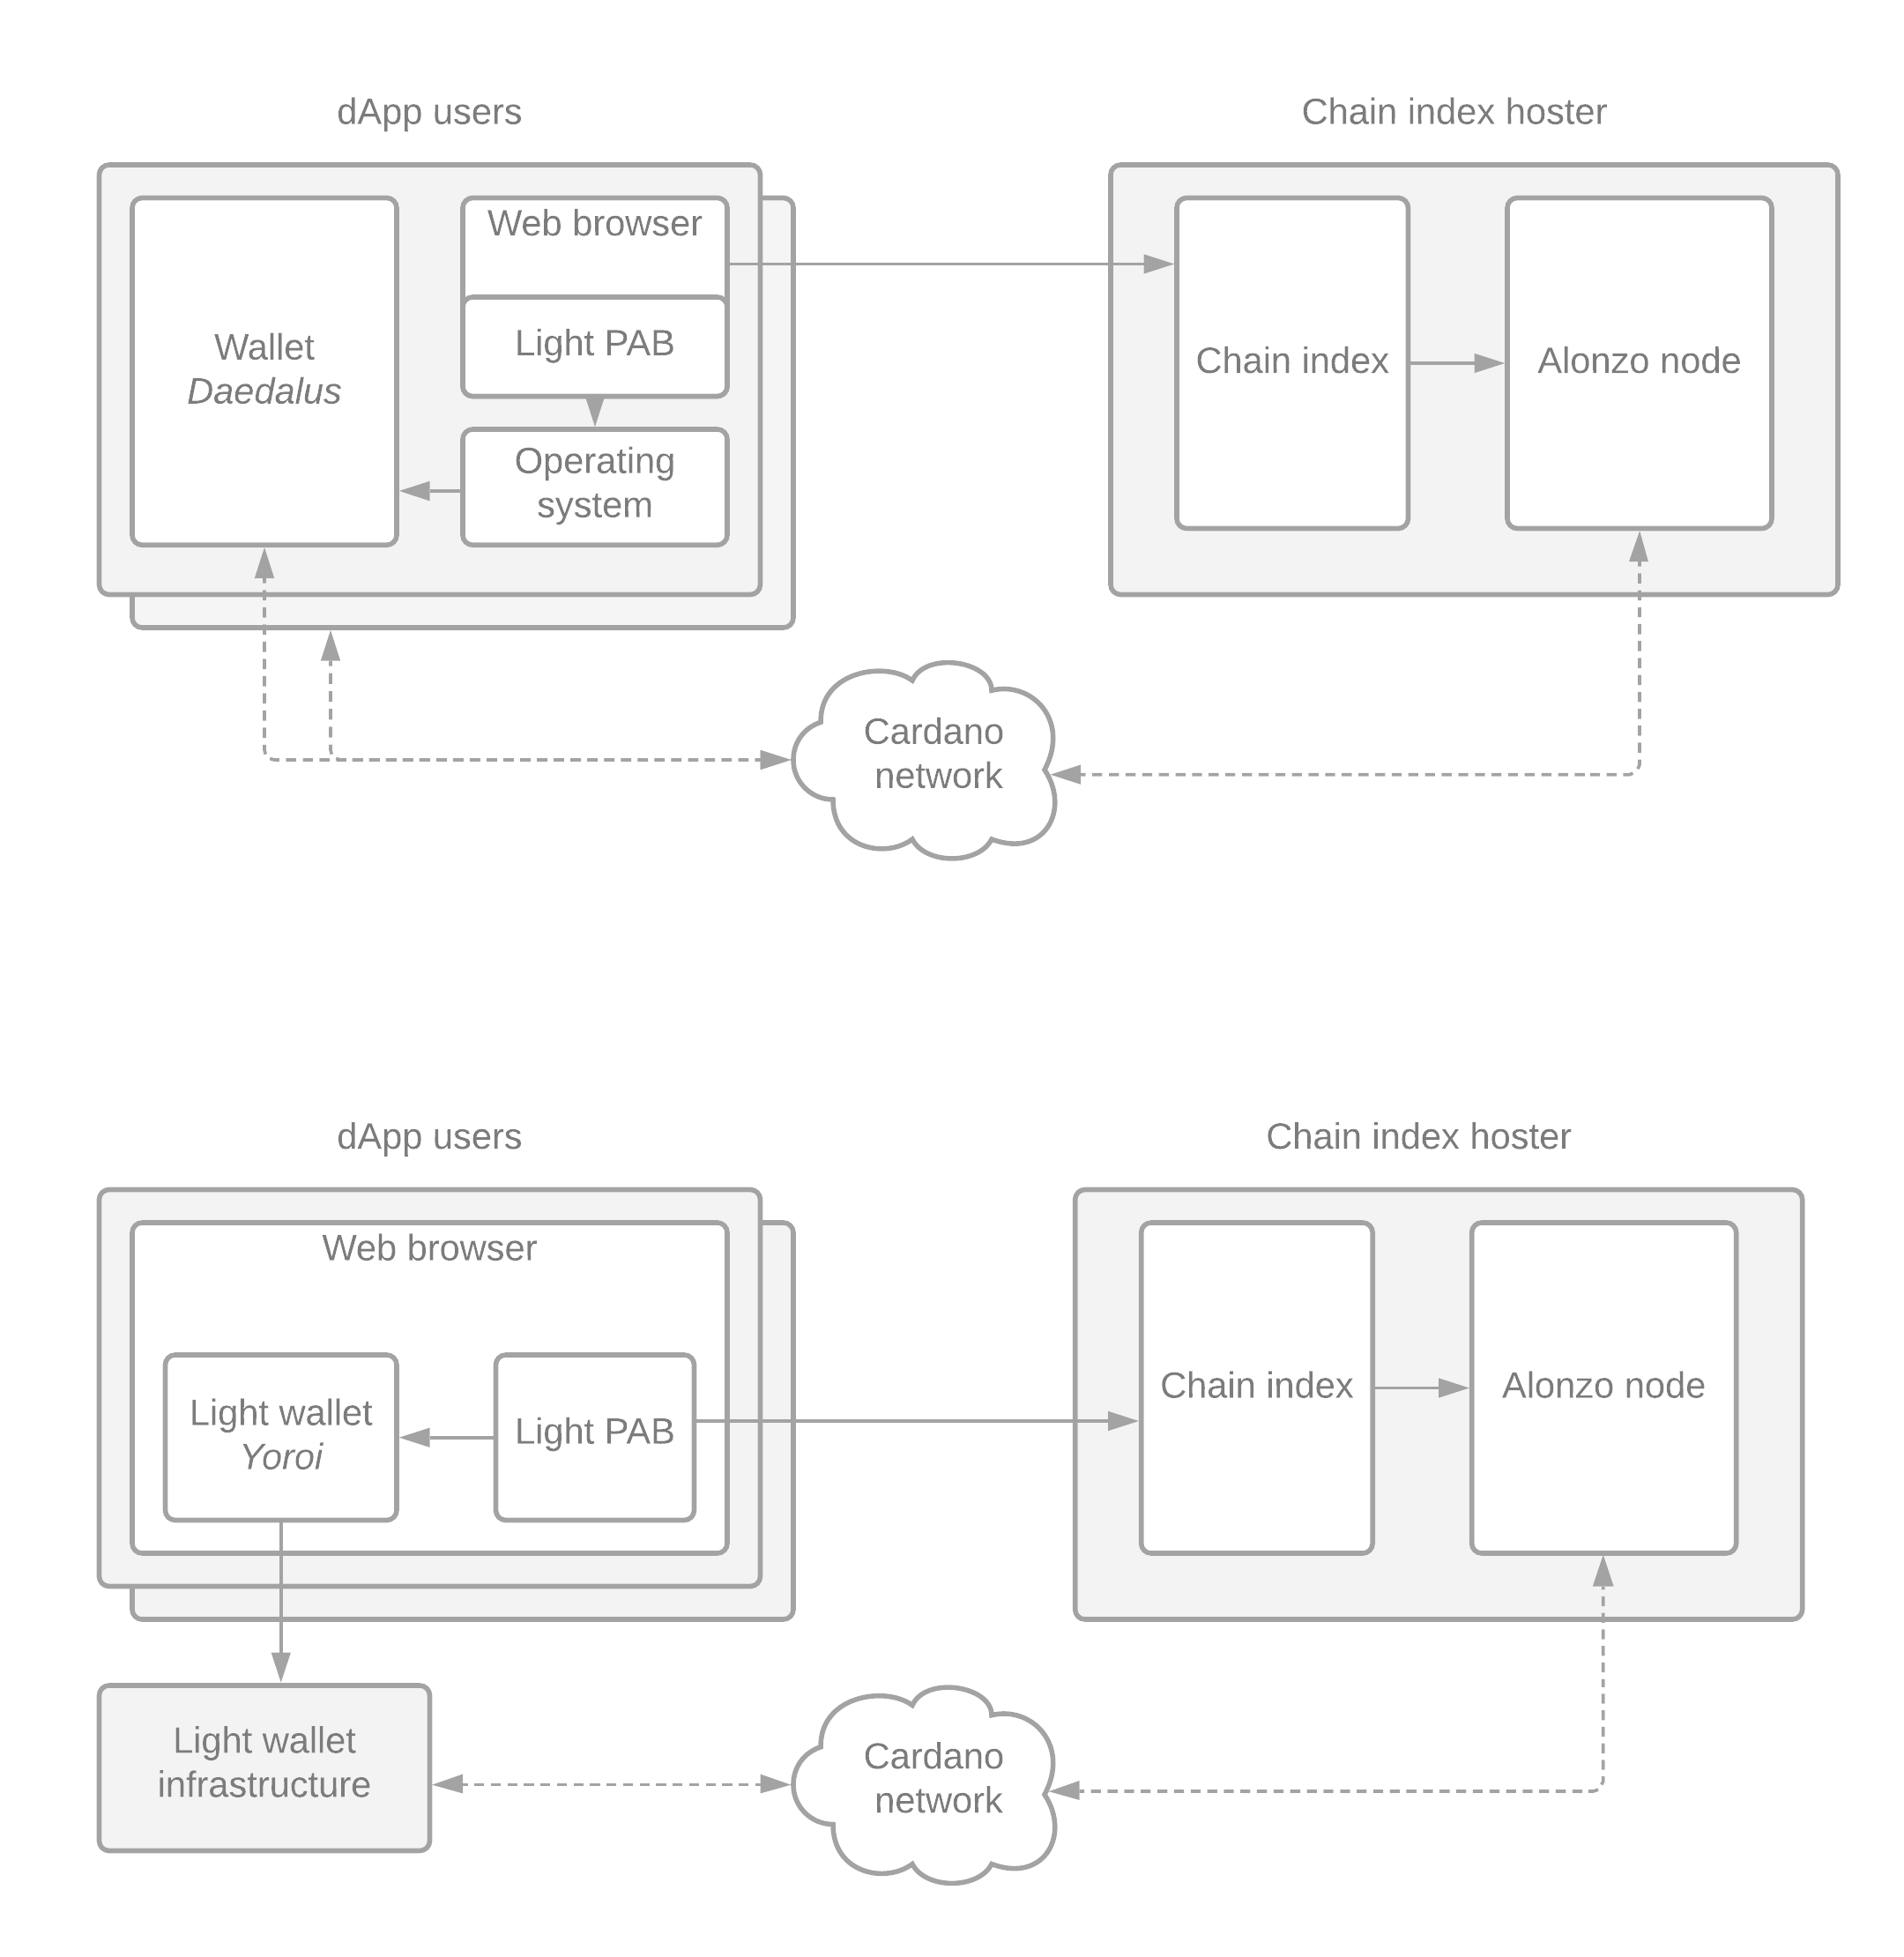 dApp users
Chain index hoster
Wallet
Daedalus
Web browser
Light PAB
Operating
system
Chain index
Alonzo node
Cardano
network
dApp users
Chain index hoster
Web browser
Light wallet
Yoroi
Light PAB
Chain index
Alonzo node
Light wallet
infrastructure
Cardano
network